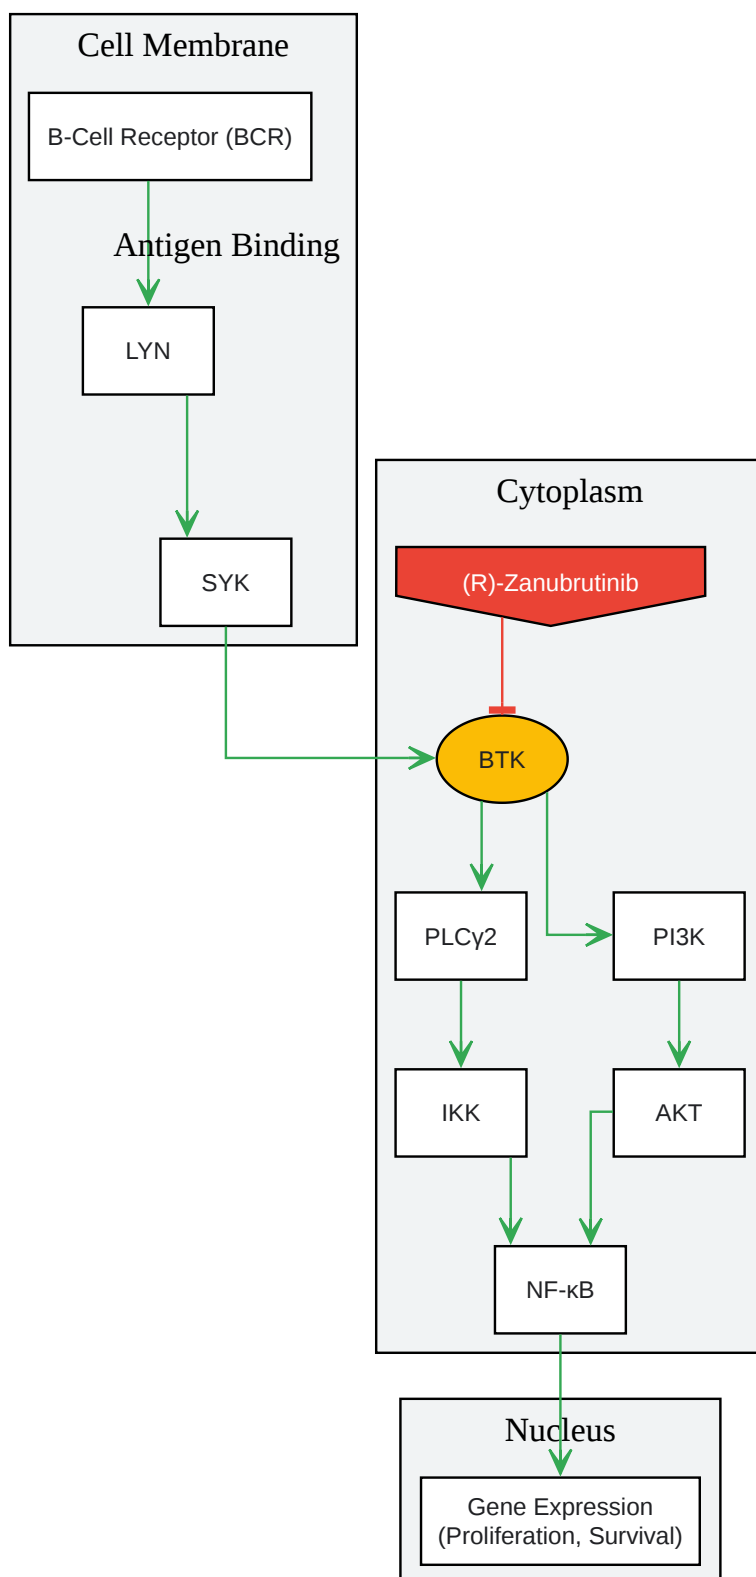 Cell Membrane
B-Cell Receptor (BCR)
Antigen Binding
LYN
SYK
Cytoplasm
(R)-Zanubrutinib
BTK
PLCγ2
PI3K
IKK
AKT
NF-κB
Nucleus
Gene Expression
(Proliferation, Survival)